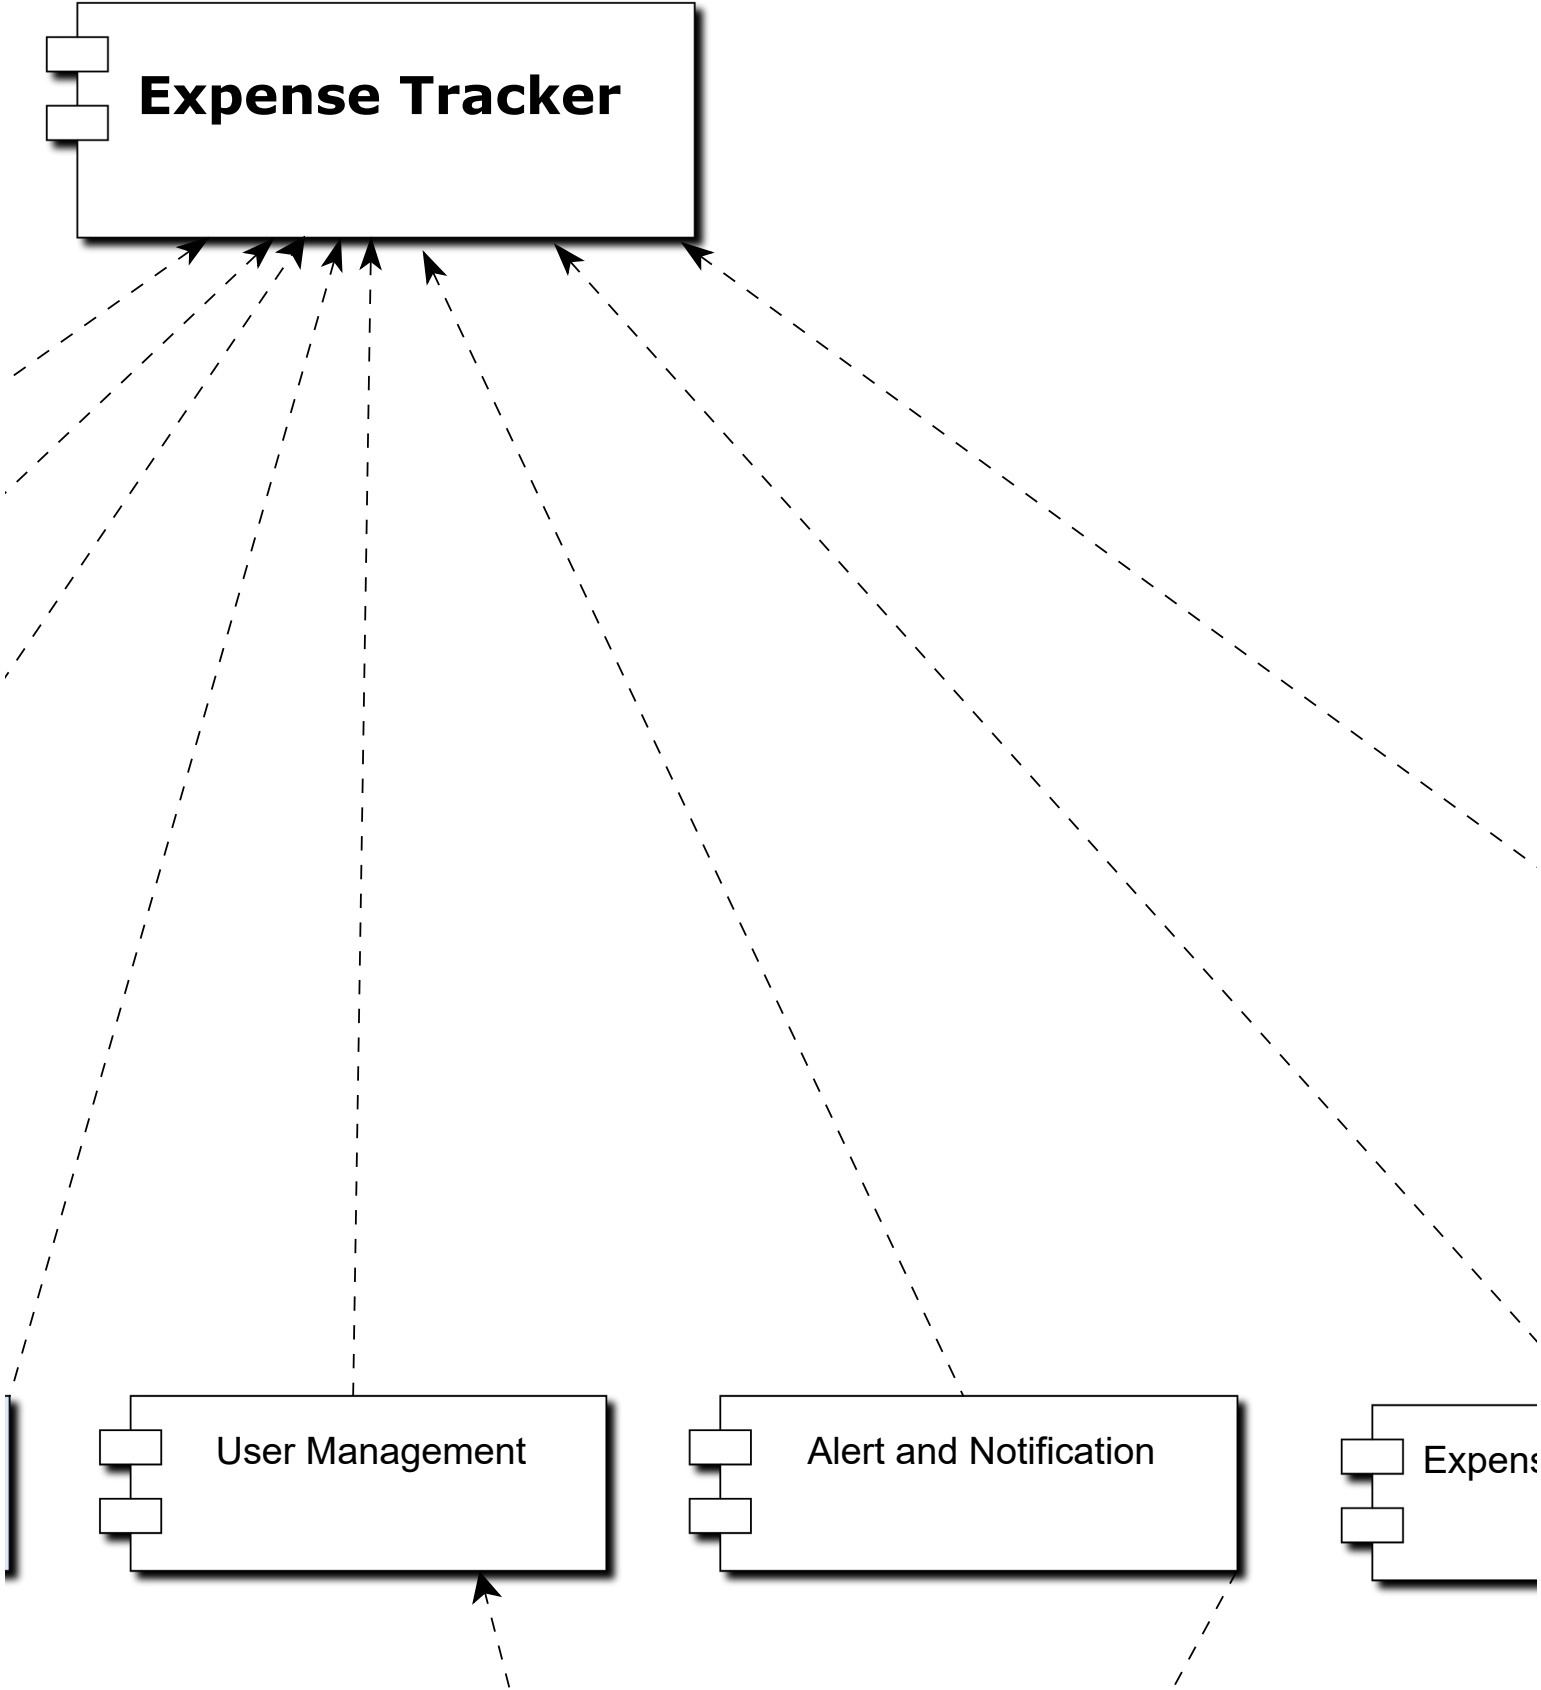 Expense Tracker
User Management
Alert and Notification